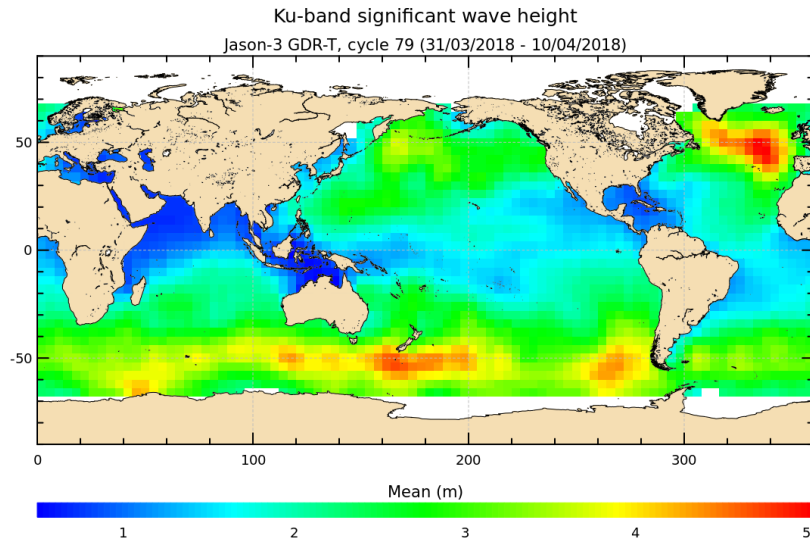 Ku-band significant wave height
Jason-3 GDR-T, cycle 79 (31/03/2018 - 10/04/2018)
50
0
-50
0 100 200 300
Mean (m)
1 2 3 4 5